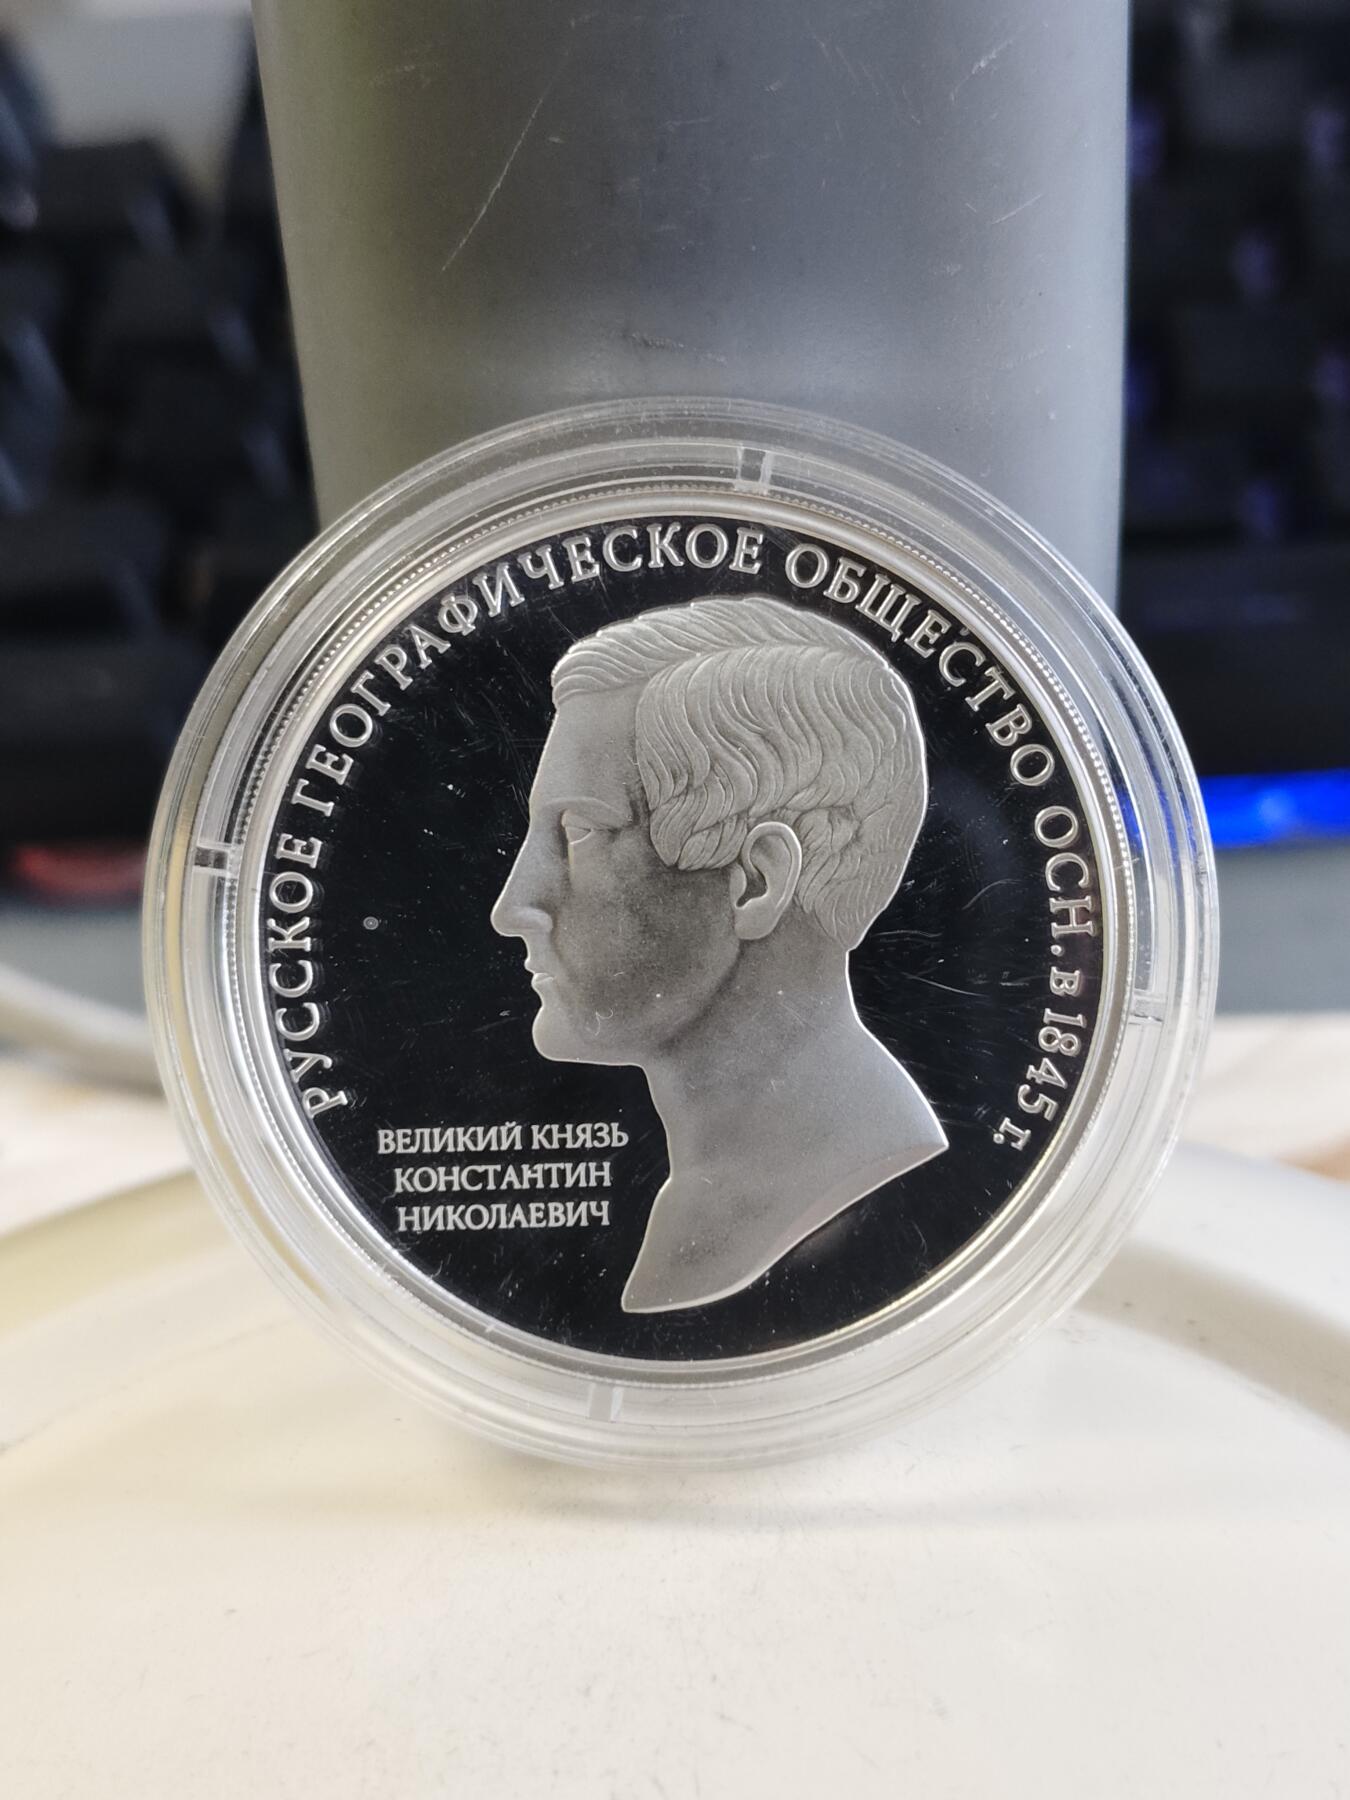 РУССКОЕ ГЕОГРАФИЧЕСКОЕ ОБЩЕСТВО ОСН. В 1845 Г.
ВЕЛИКИЙ КНЯЗЬ
КОНСТАНТИН
НИКОЛАЕВИЧ